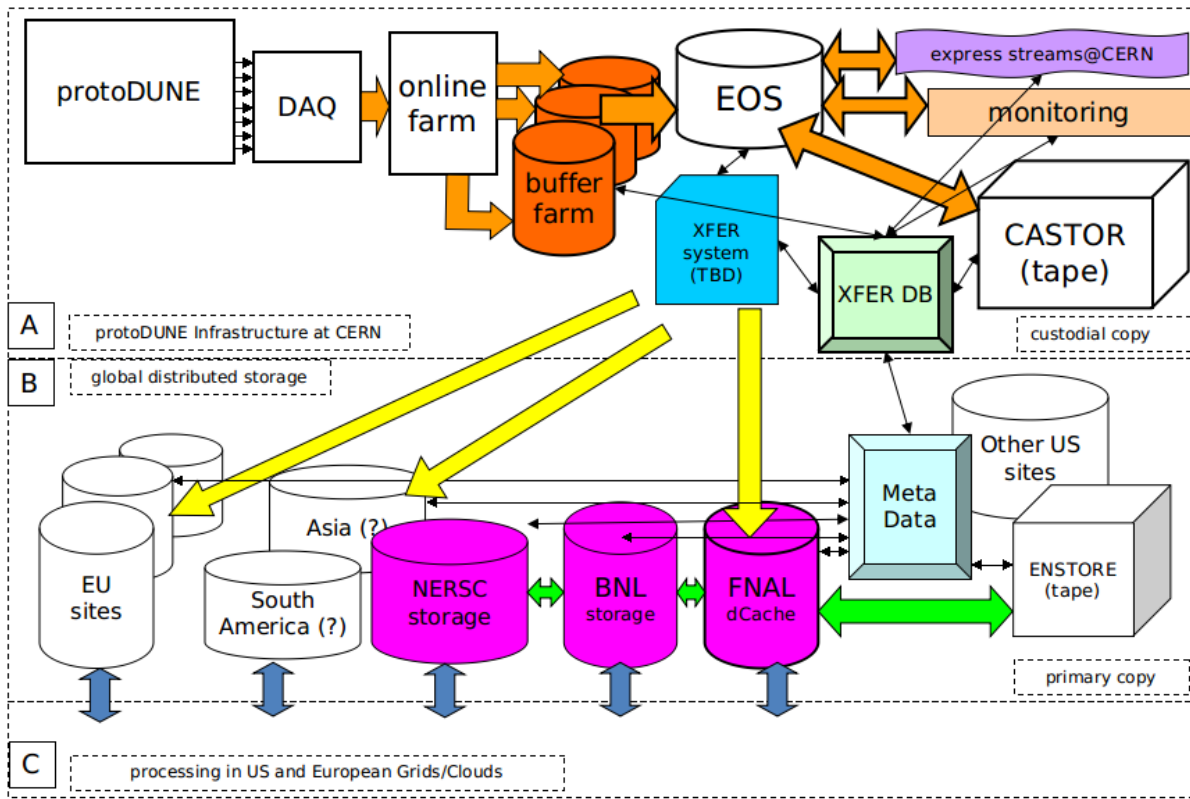 protoDUNE
DAQ
online
farm
buffer
farm
EOS
express streams@CERN
monitoring
XFER
system
(TBD)
XFER DB
CASTOR
(tape)
A
protoDUNE Infrastructure at CERN
custodial copy
B
global distributed storage
EU
sites
Asia (?)
South
America (?)
NERSC
storage
BNL
storage
FNAL
dCache
Meta
Data
Other US
sites
ENSTORE
(tape)
primary copy
C
processing in US and European Grids/Clouds